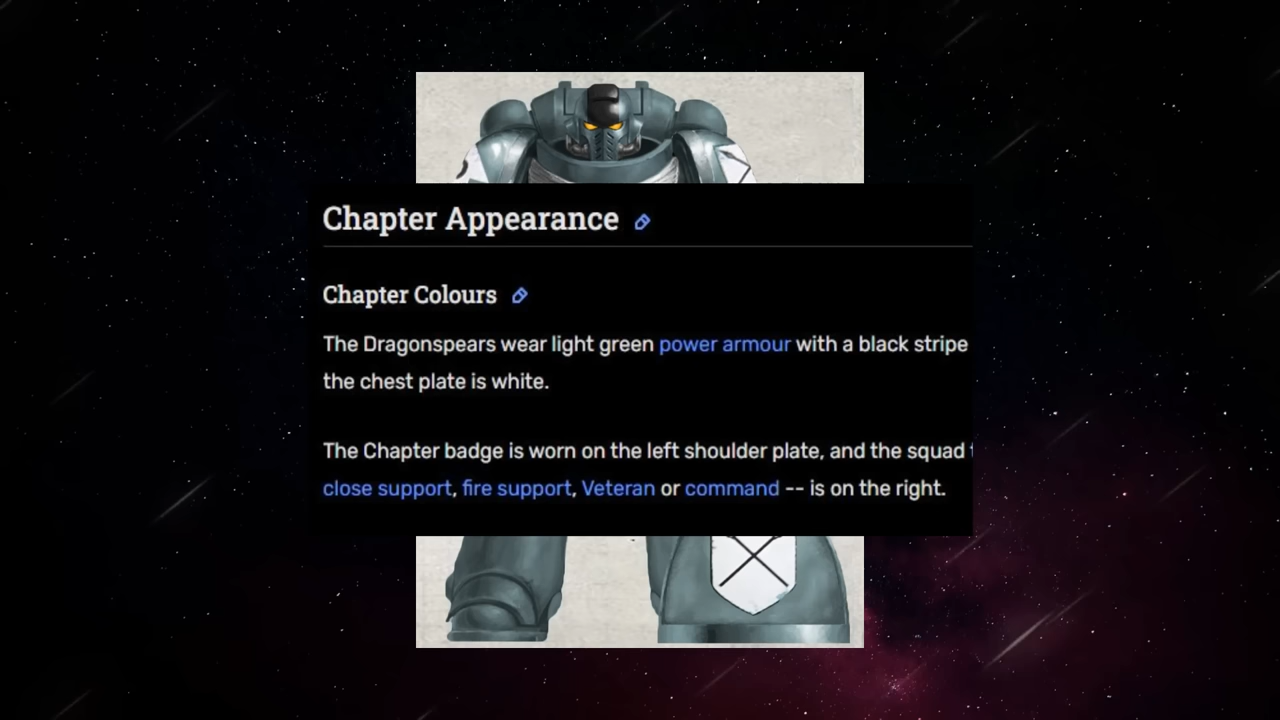 Chapter Appearance
Chapter Colours
The Dragonspears wear light green power armour with a black stripe
the chest plate is white.
The Chapter badge is worn on the left shoulder plate, and the squad
close support, fire support, Veteran or command -- is on the right.